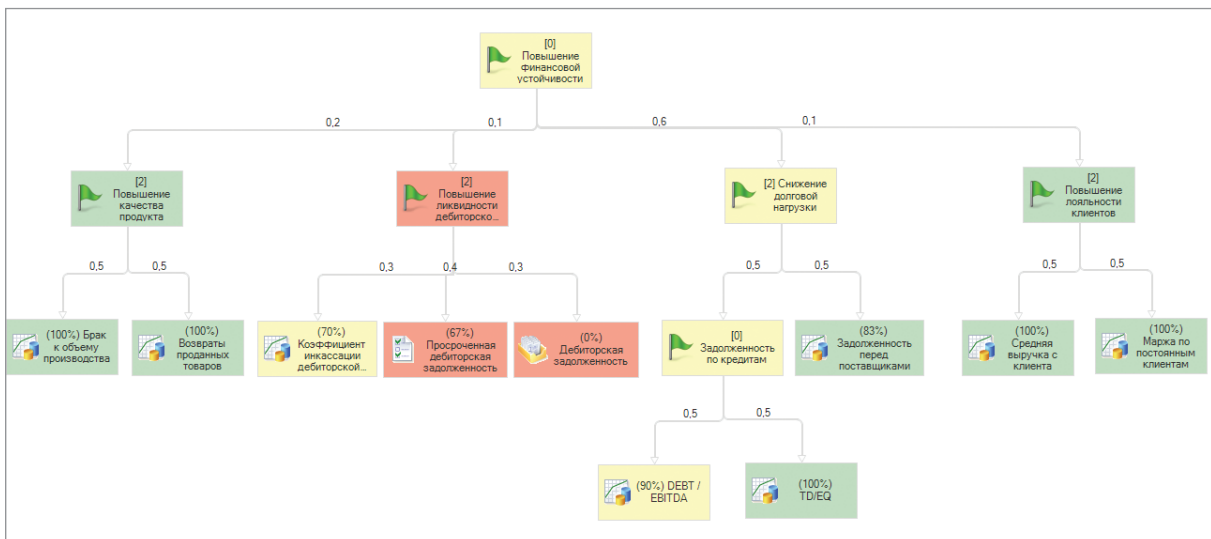 [0]
Повышение
финансовой
устойчивости
0,2
0,1
0,6
0,1
[2]
Повышение
качества
продукта
[2]
Повышение
ликвидности
дебиторско...
[2] Снижение
долговой
нагрузки
[2]
Повышение
лояльности
клиентов
0,5
0,5
0,3
0,4
0,3
0,5
0,5
0,5
0,5
(100%) Брак
к объему
производства
(100%)
Возвраты
проданных
товаров
(70%)
Коэффициент
инкассации
дебиторской...
(67%)
Просроченная
дебиторская
задолженность
(0%)
Дебиторская
задолженность
[0]
Задолженность
по кредитам
(83%)
Задолженность
перед
поставщиками
(100%)
Средняя
выручка с
клиента
(100%)
Маржа по
постоянным
клиентам
0,5
0,5
(90%) DEBT /
EBITDA
(100%)
TD/EQ